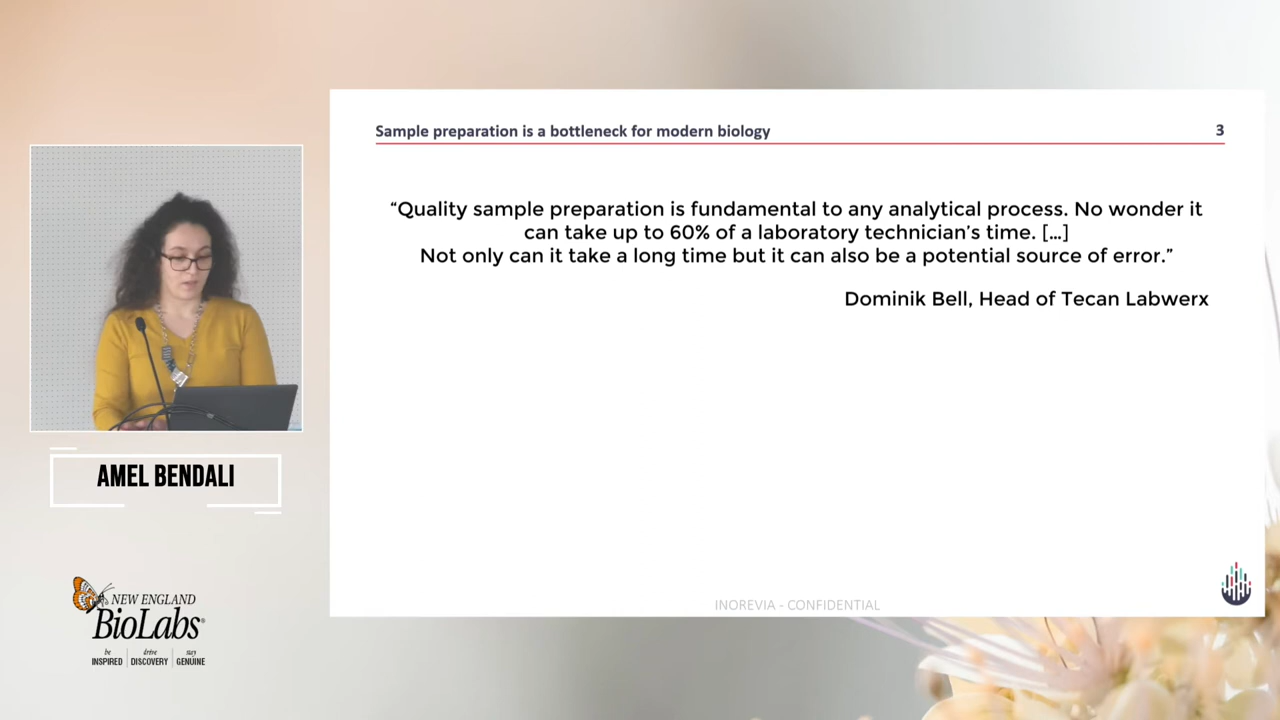 Sample preparation is a bottleneck for modern biology
3
“Quality sample preparation is fundamental to any analytical process. No wonder it
can take up to 60% of a laboratory technician’s time. […]
Not only can it take a long time but it can also be a potential source of error.”
Dominik Bell, Head of Tecan Labwerx
INOREVIA - CONFIDENTIAL
AMEL BENDALI
NEW ENGLAND
BioLabs®
be INSPIRED
drive DISCOVERY
stay GENUINE